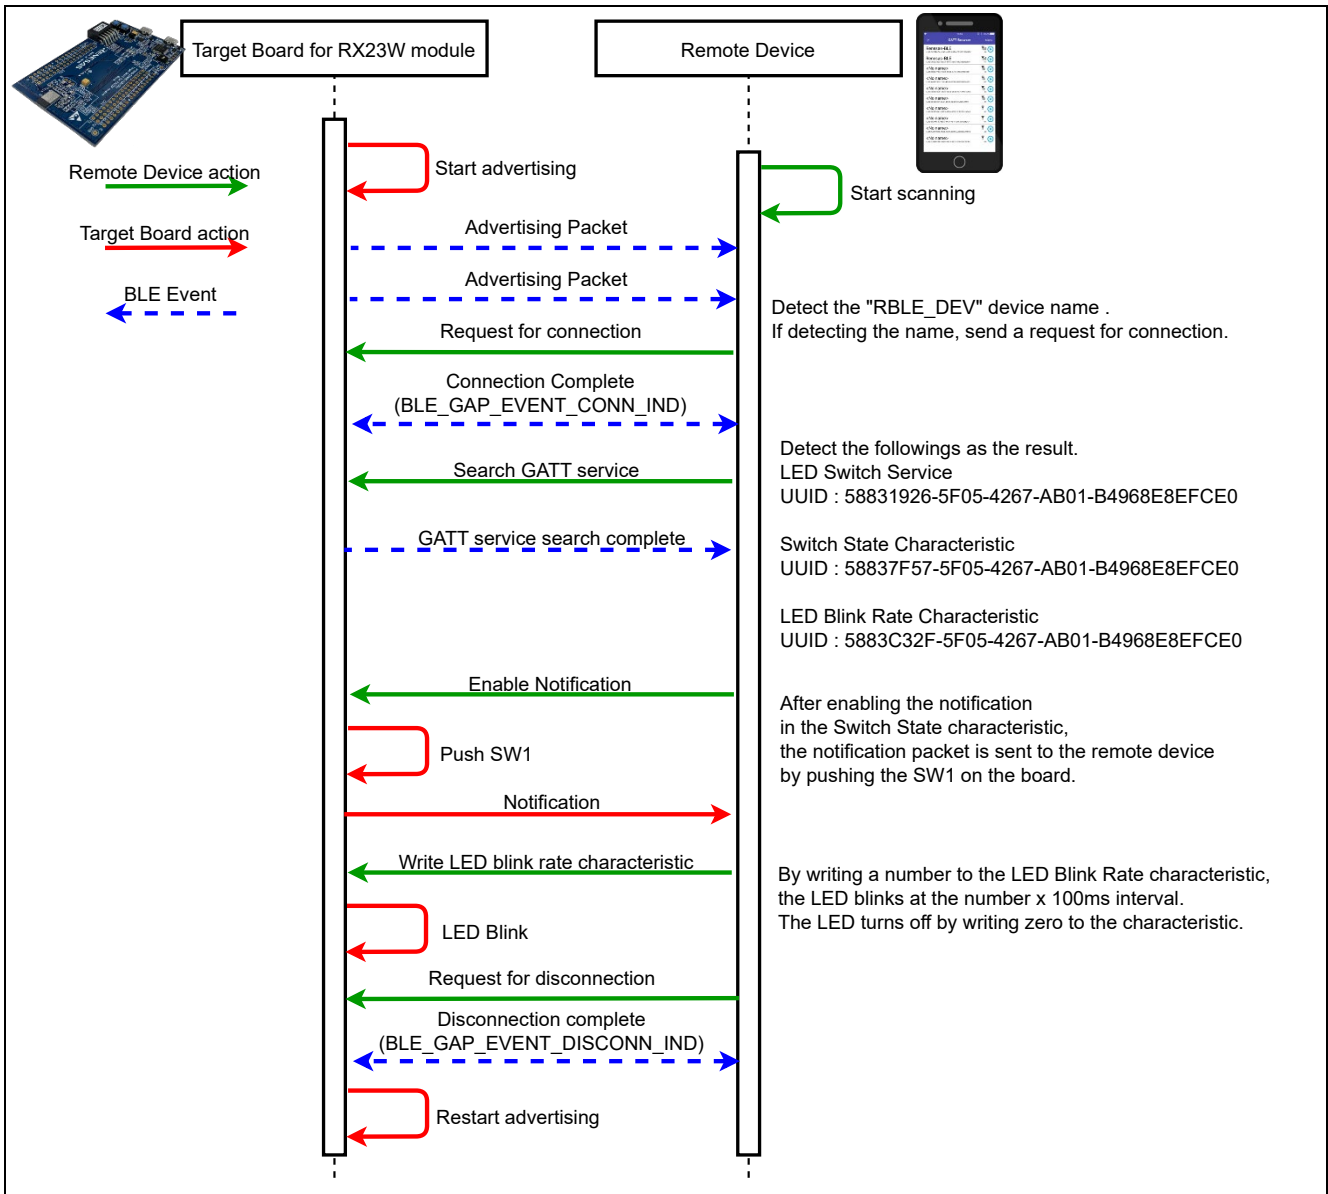 Target Board for RX23W module
Remote Device
Remote Device action
Target Board action
BLE Event
Start advertising
Start scanning
Advertising Packet
Advertising Packet
Detect the "RBLE_DEV" device name .
If detecting the name, send a request for connection.
Request for connection
Connection Complete
(BLE_GAP_EVENT_CONN_IND)
Search GATT service
Detect the followings as the result.
LED Switch Service
UUID : 58831926-5F05-4267-AB01-B4968E8EFCE0
GATT service search complete
Switch State Characteristic
UUID : 58837F57-5F05-4267-AB01-B4968E8EFCE0
LED Blink Rate Characteristic
UUID : 5883C32F-5F05-4267-AB01-B4968E8EFCE0
Enable Notification
After enabling the notification
in the Switch State characteristic,
the notification packet is sent to the remote device
by pushing the SW1 on the board.
Push SW1
Notification
Write LED blink rate characteristic
By writing a number to the LED Blink Rate characteristic,
the LED blinks at the number x 100ms interval.
The LED turns off by writing zero to the characteristic.
LED Blink
Request for disconnection
Disconnection complete
(BLE_GAP_EVENT_DISCONN_IND)
Restart advertising